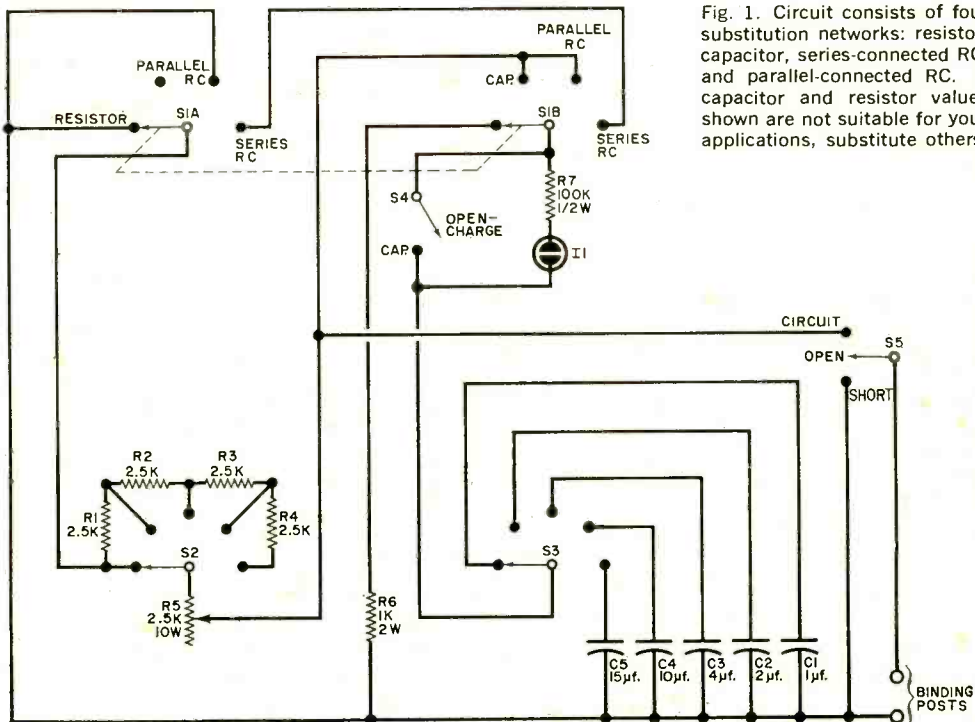 Fig. 1. Circuit consists of fou
substitution networks: resisto
capacitor, series-connected RC
and parallel-connected RC.
capacitor and resistor value
shown are not suitable for you
applications, substitute others
PARALLEL
RC
PARALLEL
RC
CAP.
RESISTOR
S1A
S1B
SERIES
RC
SERIES
RC
S4
R7
100K
1/2W
OPEN-
CHARGE
CAP.
I1
CIRCUIT
OPEN
S5
SHORT
R2
2.5K
R3
2.5K
R1
2.5K
R4
2.5K
S2
S3
R5
2.5K
10W
R6
1K
2W
C5
15µf.
C4
10µf.
C3
4µf.
C2
2µf.
C1
1µf.
BINDING
POSTS